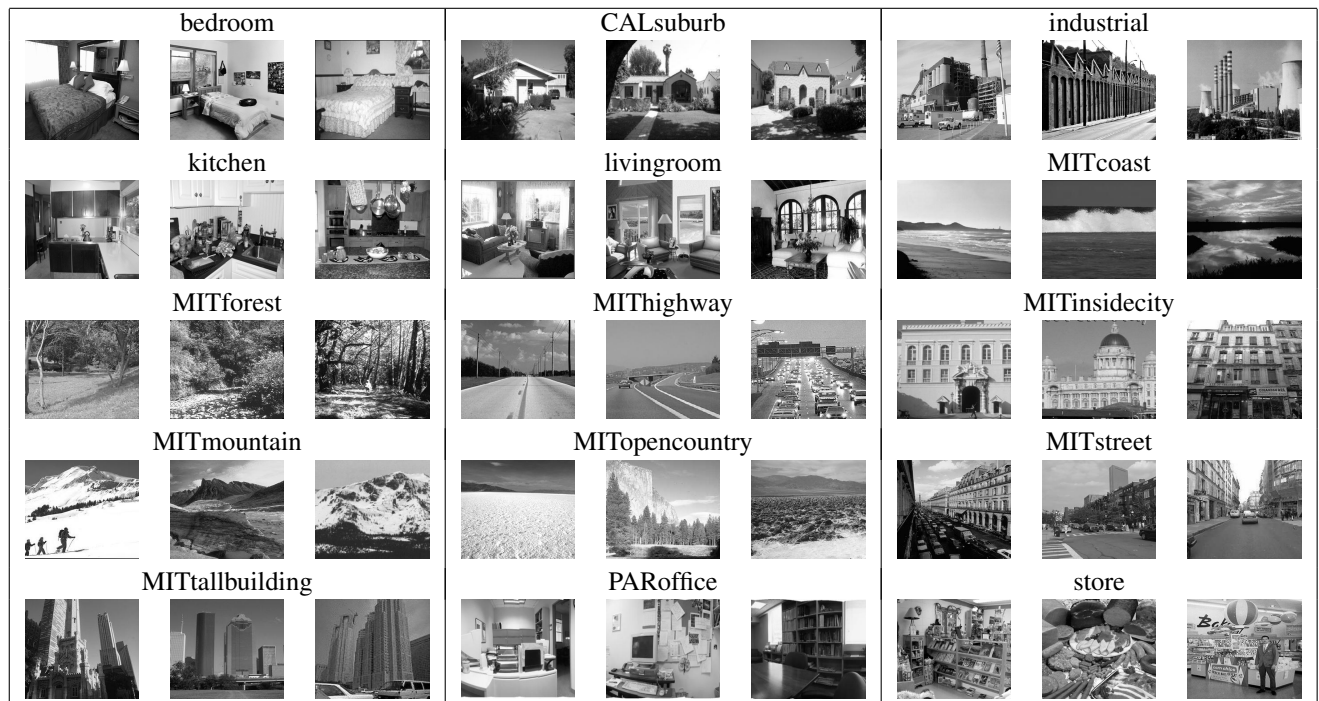 bedroom
CALsuburb
industrial
kitchen
livingroom
MITcoast
MITforest
MIThighway
MITinsidecity
MITmountain
MITopencountry
MITstreet
MITtallbuilding
PARoffice
store